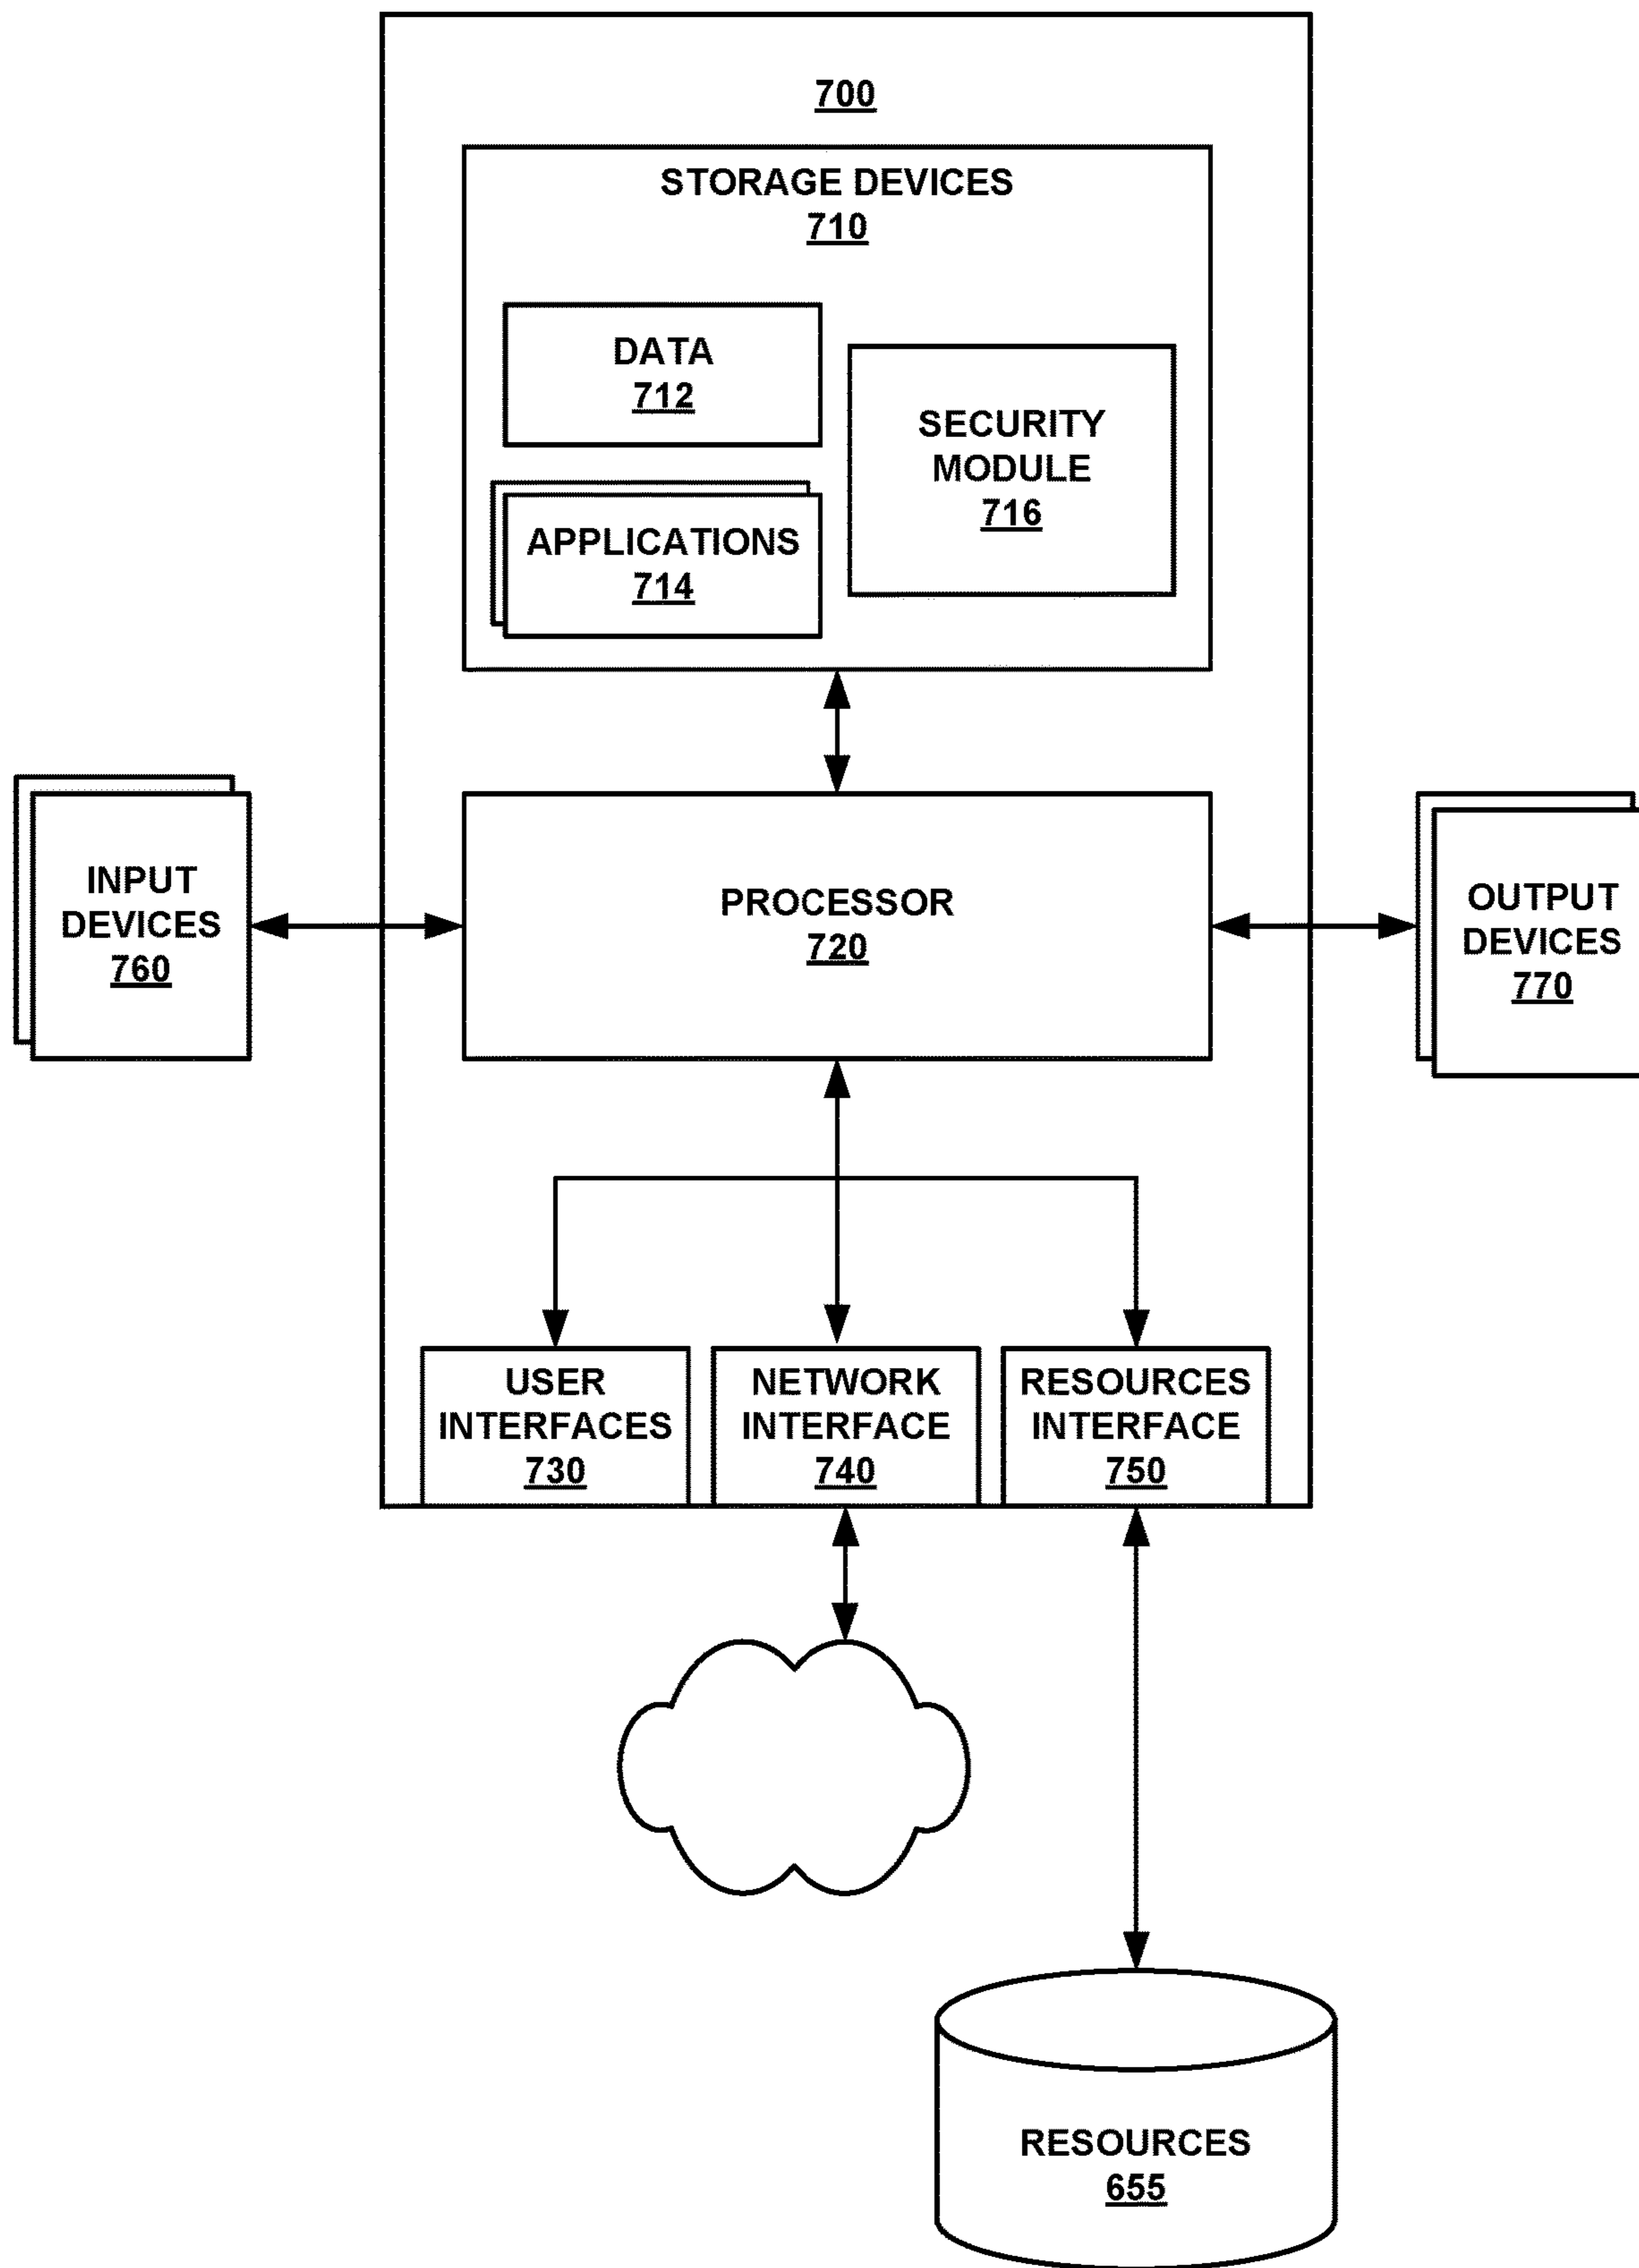 700
STORAGE DEVICES
710
DATA
712
SECURITY
MODULE
716
APPLICATIONS
714
INPUT
DEVICES
760
PROCESSOR
720
OUTPUT
DEVICES
770
USER
INTERFACES
730
NETWORK
INTERFACE
740
RESOURCES
INTERFACE
750
RESOURCES
655